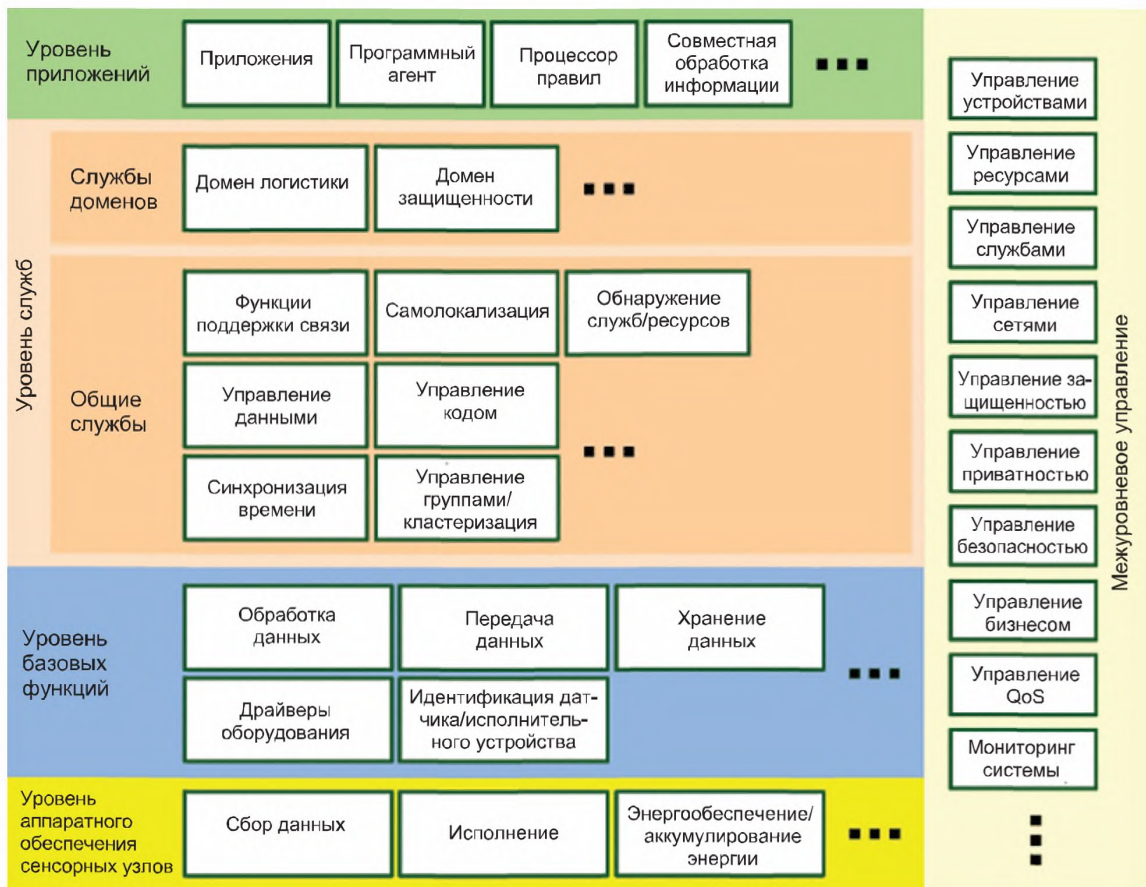 Уровень
приложений
Приложения
Программный
агент
Процессор
правил
Совместная
обработка
информации
Уровень служб
Службы
доменов
Домен логистики
Домен
защищенности
Общие
службы
Функции
поддержки связи
Самолокализация
Обнаружение
служб/ресурсов
Управление
данными
Управление
кодом
Синхронизация
времени
Управление
группами/
кластеризация
Уровень
базовых
функций
Обработка
данных
Передача
данных
Хранение
данных
Драйверы
оборудования
Идентификация дат-
чика/исполнитель-
ного устройства
Уровень
аппаратного
обеспечения
сенсорных узлов
Сбор данных
Исполнение
Энергообеспечение/
аккумулирование
энергии
Межуровневое управление
Управление
устройствами
Управление
ресурсами
Управление
службами
Управление
сетями
Управление за-
щищенностью
Управление
приватностью
Управление
безопасностью
Управление
бизнесом
Управление
QoS
Мониторинг
системы